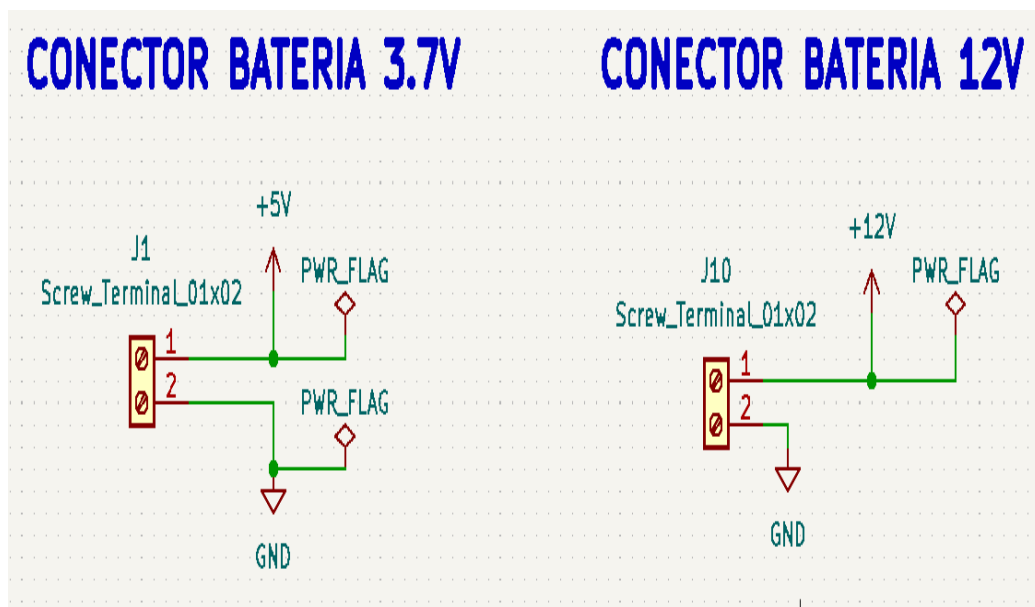 CONECTOR BATERIA 3.7V
CONECTOR BATERIA 12V
+5V
J1
PWR_FLAG
Screw_Terminal_01x02
1
2
PWR_FLAG
GND
+12V
J10
PWR_FLAG
Screw_Terminal_01x02
1
2
GND